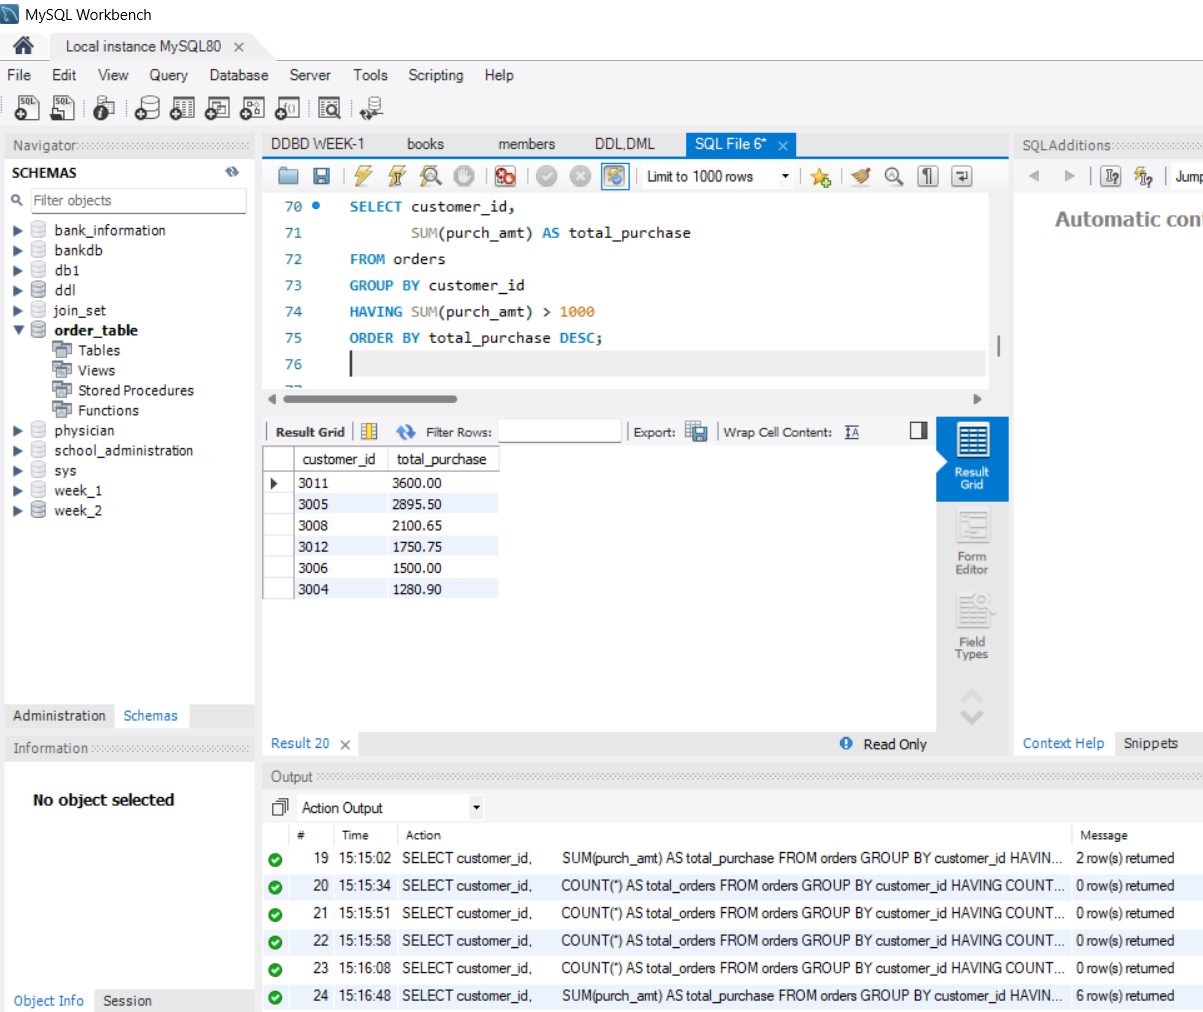 MySQL Workbench
Local instance MySQL80
File Edit View Query Database Server Tools Scripting Help
Navigator
SCHEMAS
Filter objects
bank_information
bankdb
db1
ddl
join_set
order_table
Tables
Views
Stored Procedures
Functions
physician
school_administration
sys
week_1
week_2
Administration Schemas
Information
No object selected
Object Info Session
DDBD WEEK-1 books members DDL,DML SQL File 6*
Limit to 1000 rows
70 SELECT customer_id,
71 SUM(purch_amt) AS total_purchase
72 FROM orders
73 GROUP BY customer_id
74 HAVING SUM(purch_amt) > 1000
75 ORDER BY total_purchase DESC;
76
Result Grid Filter Rows: Export: Wrap Cell Content:
customer_id total_purchase
3011 3600.00
3005 2895.50
3008 2100.65
3012 1750.75
3006 1500.00
3004 1280.90
Result Grid
Form Editor
Field Types
Result 20 Read Only
SQLAdditions
Jump
Automatic cont
Context Help Snippets
Output
Action Output
# Time Action Message
19 15:15:02 SELECT customer_id, SUM(purch_amt) AS total_purchase FROM orders GROUP BY customer_id HAVIN... 2 row(s) returned
20 15:15:34 SELECT customer_id, COUNT(*) AS total_orders FROM orders GROUP BY customer_id HAVING COUNT... 0 row(s) returned
21 15:15:51 SELECT customer_id, COUNT(*) AS total_orders FROM orders GROUP BY customer_id HAVING COUNT... 0 row(s) returned
22 15:15:58 SELECT customer_id, COUNT(*) AS total_orders FROM orders GROUP BY customer_id HAVING COUNT... 0 row(s) returned
23 15:16:08 SELECT customer_id, COUNT(*) AS total_orders FROM orders GROUP BY customer_id HAVING COUNT... 0 row(s) returned
24 15:16:48 SELECT customer_id, SUM(purch_amt) AS total_purchase FROM orders GROUP BY customer_id HAVIN... 6 row(s) returned